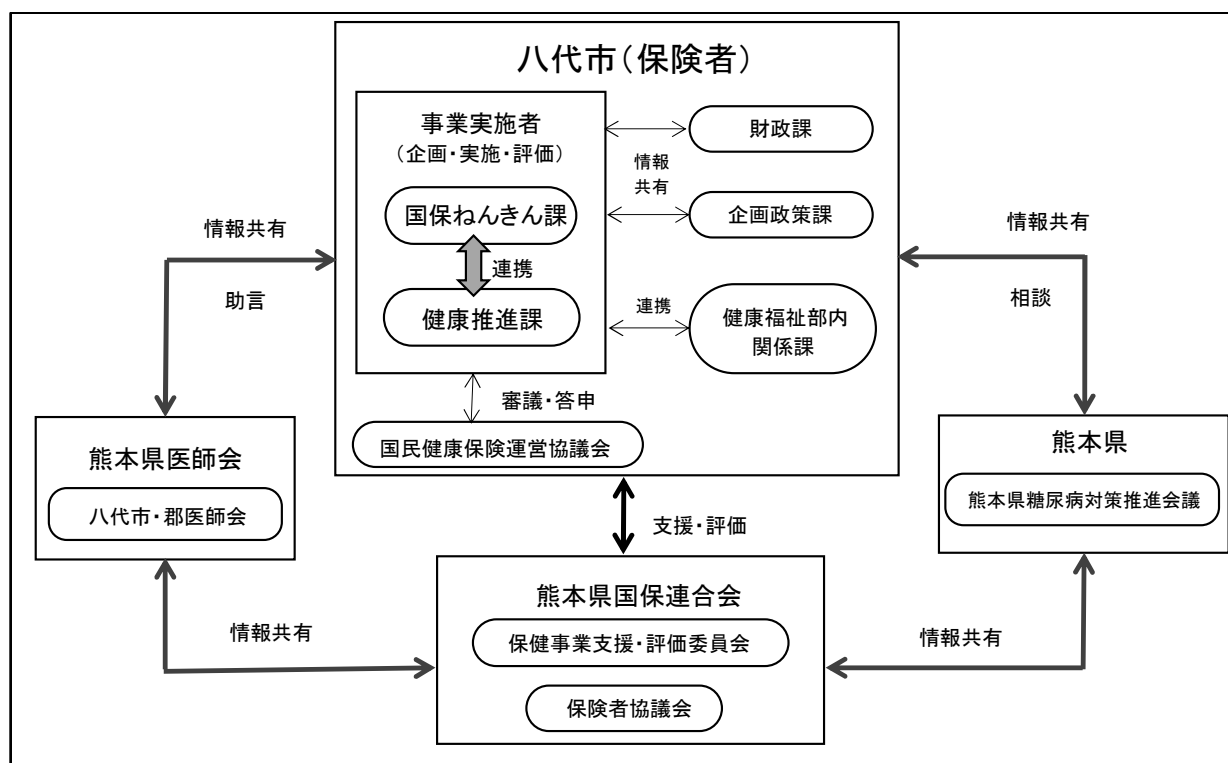 八代市(保険者)
事業実施者
(企画・実施・評価)
国保ねんきん課
連携
健康推進課
財政課
情報
共有
企画政策課
連携
健康福祉部内
関係課
審議・答申
国民健康保険運営協議会
情報共有
助言
情報共有
相談
熊本県医師会
八代市・郡医師会
熊本県
熊本県糖尿病対策推進会議
支援・評価
熊本県国保連合会
保健事業支援・評価委員会
保険者協議会
情報共有
情報共有